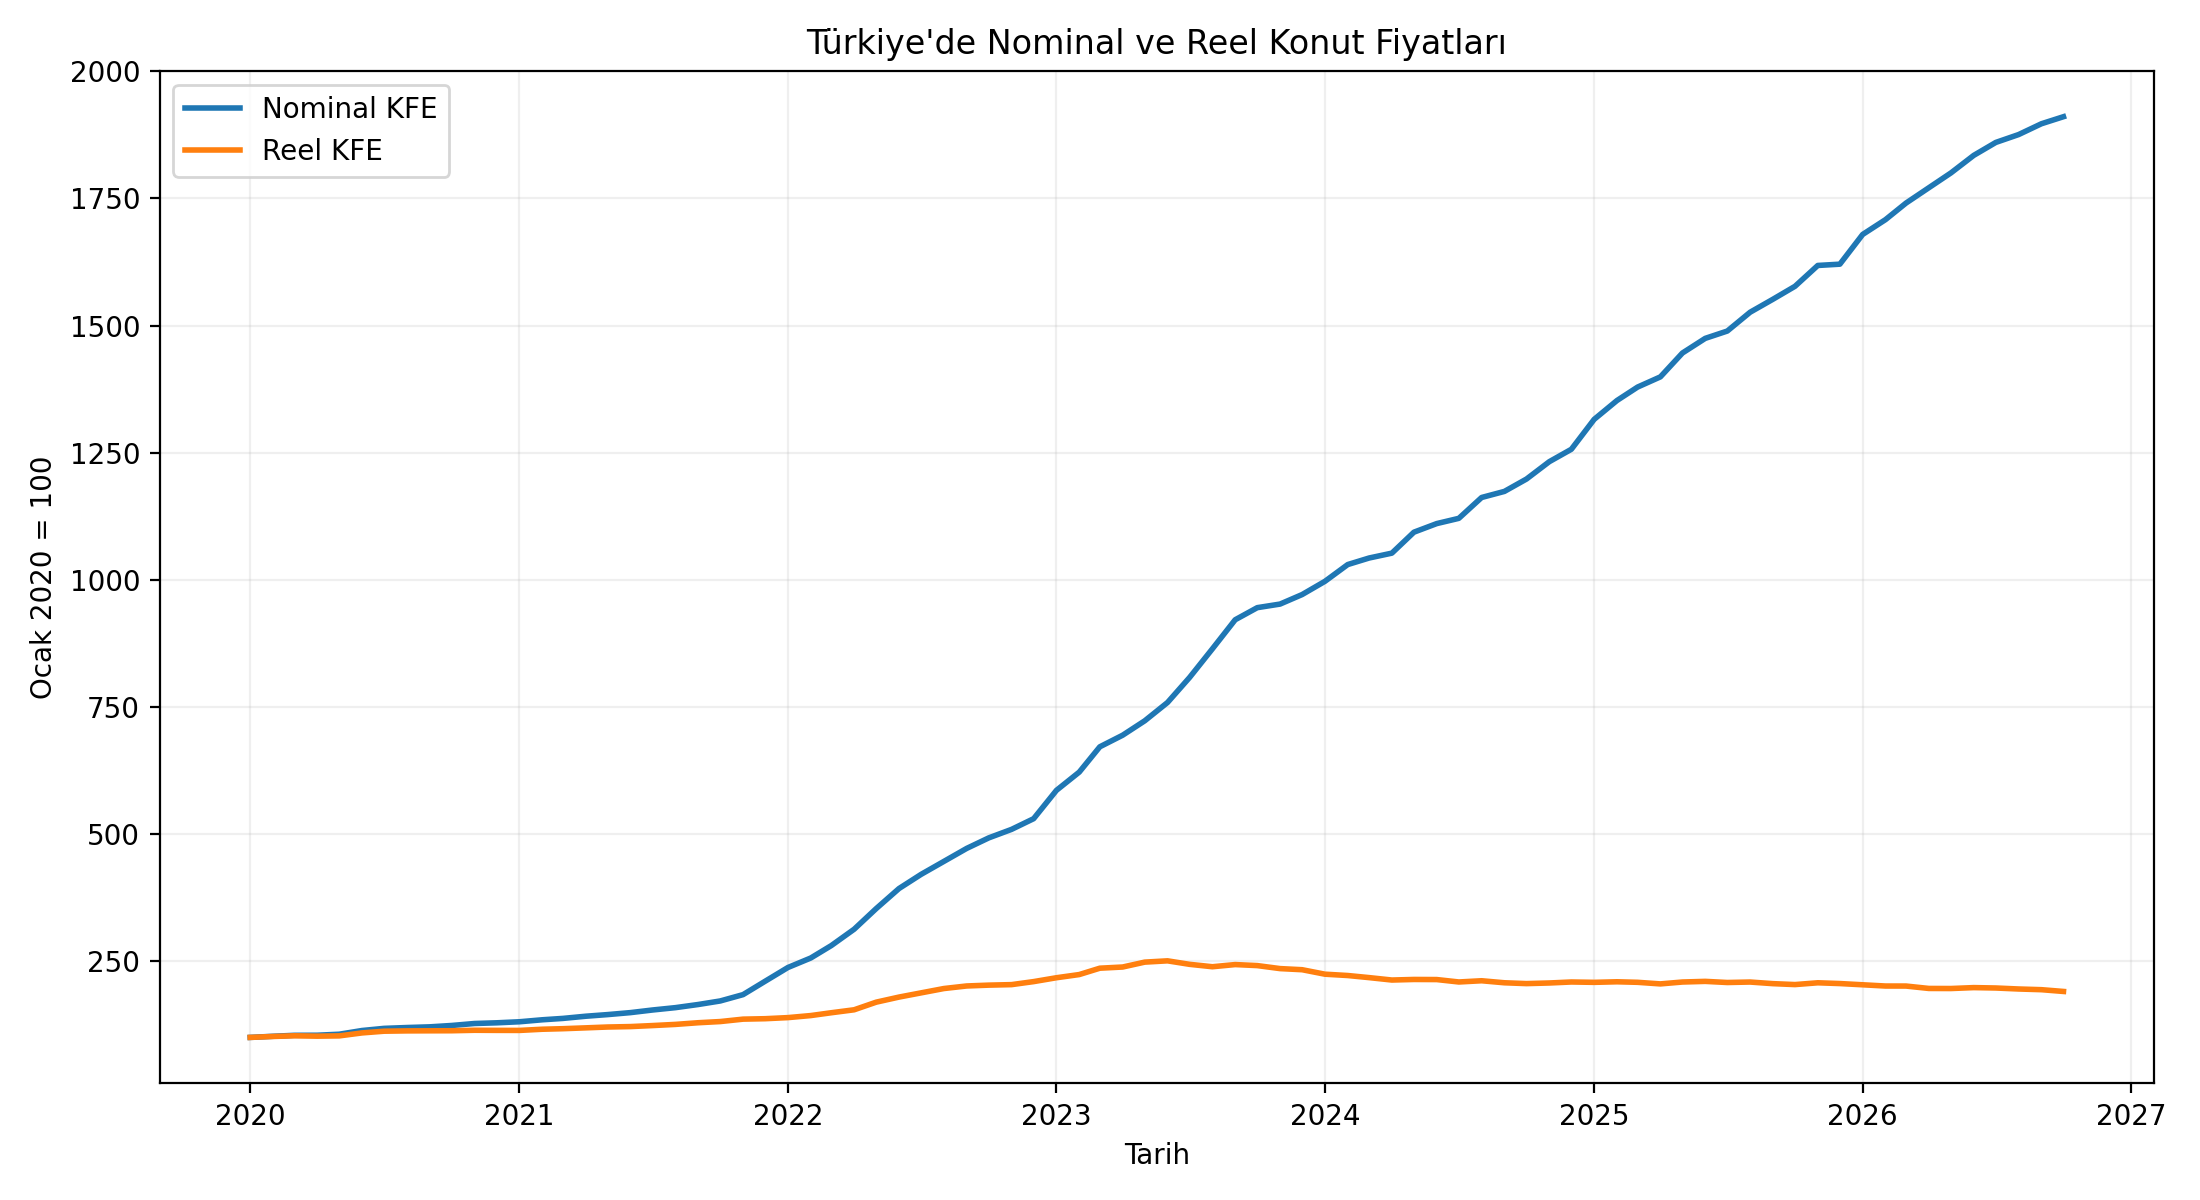 Türkiye'de Nominal ve Reel Konut Fiyatları
Nominal KFE
Reel KFE
Ocak 2020 = 100
2000
1750
1500
1250
1000
750
500
250
2020 2021 2022 2023 2024 2025 2026 2027
Tarih